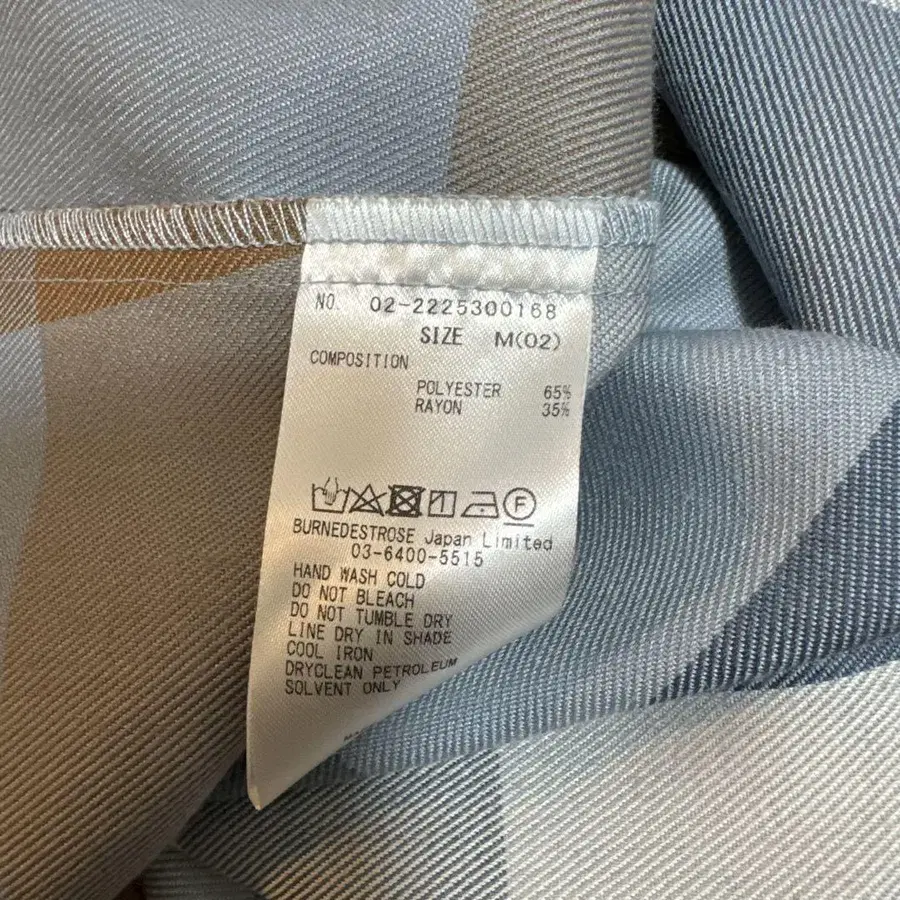 NO. 02-2225300168
SIZE M(02)
COMPOSITION
POLYESTER 65%
RAYON 35%
F
BURNEDESTROSE Japan Limited
03-6400-5515
HAND WASH COLD
DO NOT BLEACH
DO NOT TUMBLE DRY
LINE DRY IN SHADE
COOL IRON
DRYCLEAN PETROLEUM
SOLVENT ONLY